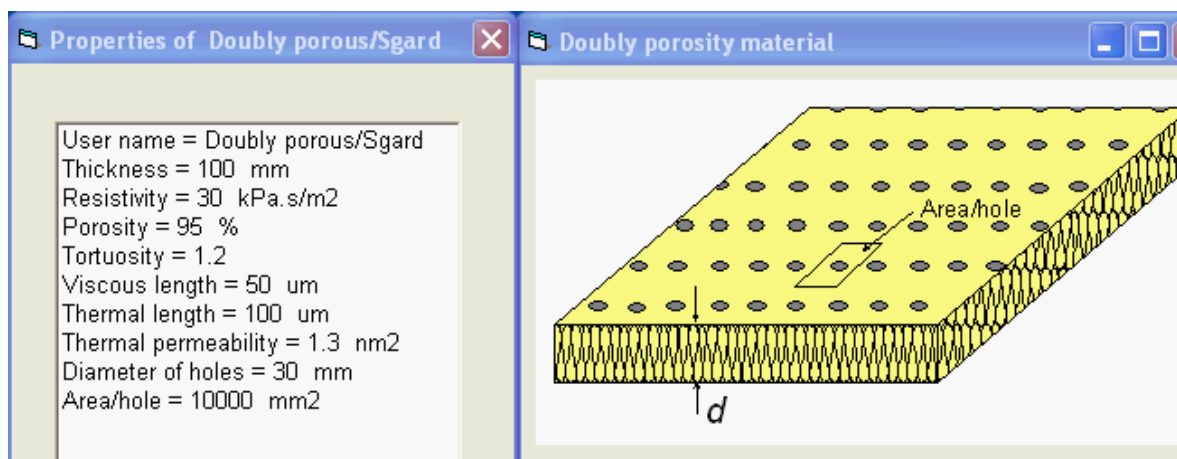 Properties of Doubly porous/Sgard
User name = Doubly porous/Sgard
Thickness = 100 mm
Resistivity = 30 kPa.s/m2
Porosity = 95 %
Tortuosity = 1.2
Viscous length = 50 um
Thermal length = 100 um
Thermal permeability = 1.3 nm2
Diameter of holes = 30 mm
Area/hole = 10000 mm2
Doubly porosity material
Area/hole
d